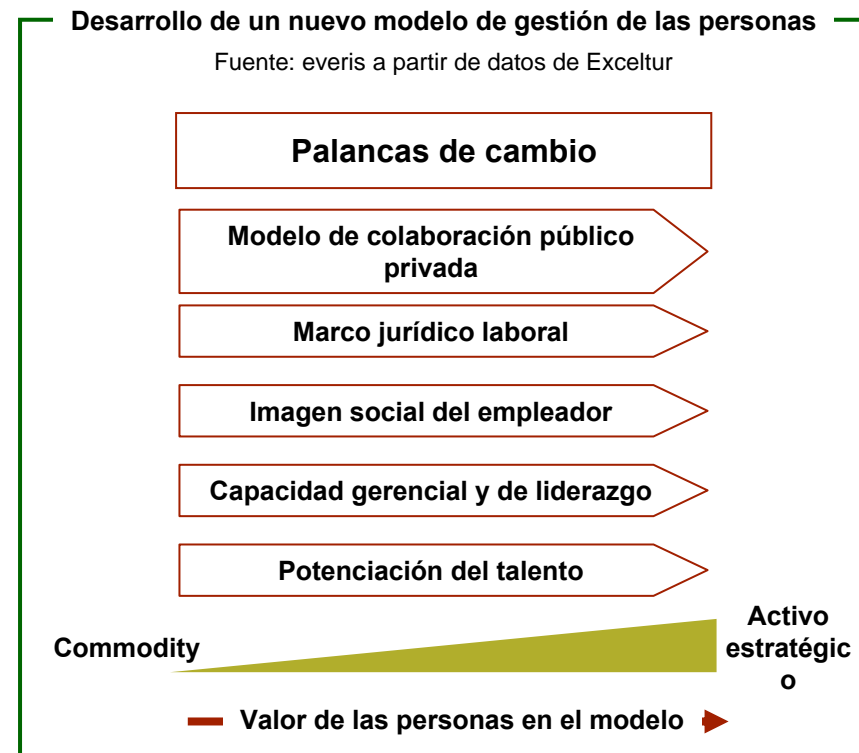 Desarrollo de un nuevo modelo de gestión de las personas
Fuente: everis a partir de datos de Exceltur
Palancas de cambio
Modelo de colaboración público
privada
Marco jurídico laboral
Imagen social del empleador
Capacidad gerencial y de liderazgo
Potenciación del talento
Commodity
Activo
estratégic
o
Valor de las personas en el modelo